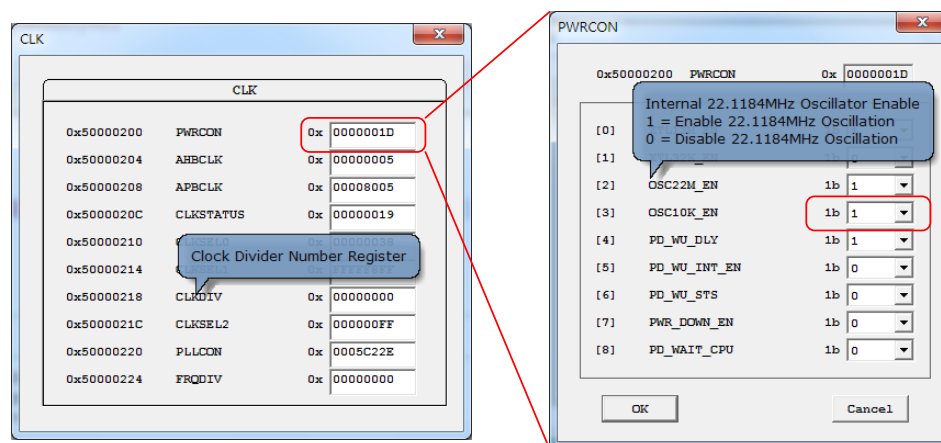 CLK
CLK
0x50000200 PWRCON 0x 0000001D
0x50000204 AHBCLK 0x 00000005
0x50000208 APBCLK 0x 00008005
0x5000020C CLKSTATUS 0x 00000019
0x50000210 CLKSEL0 0x 00000038
0x50000214
Clock Divider Number Register
0x50000218 CLKDIV 0x 00000000
0x5000021C CLKSEL2 0x 000000FF
0x50000220 PLLCON 0x 0005C22E
0x50000224 FRQDIV 0x 00000000
PWRCON
0x50000200 PWRCON 0x 0000001D
Internal 22.1184MHz Oscillator Enable
1 = Enable 22.1184MHz Oscillation
0 = Disable 22.1184MHz Oscillation
[0]
[1]
[2] OSC22M_EN 1b 1
[3] OSC10K_EN 1b 1
[4] PD_WU_DLY 1b 1
[5] PD_WU_INT_EN 1b 0
[6] PD_WU_STS 1b 0
[7] PWR_DOWN_EN 1b 0
[8] PD_WAIT_CPU 1b 0
OK Cancel